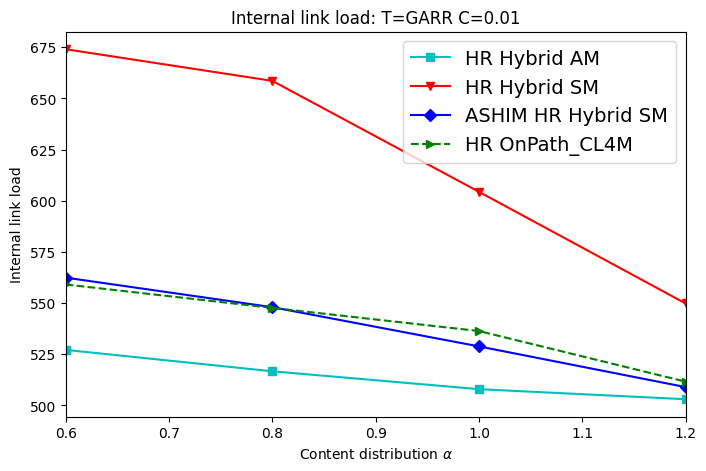 Internal link load: T=GARR C=0.01
HR Hybrid AM
HR Hybrid SM
ASHIM HR Hybrid SM
HR OnPath_CL4M
Internal link load
675
650
625
600
575
550
525
500
0.6 0.7 0.8 0.9 1.0 1.1 1.2
Content distribution α